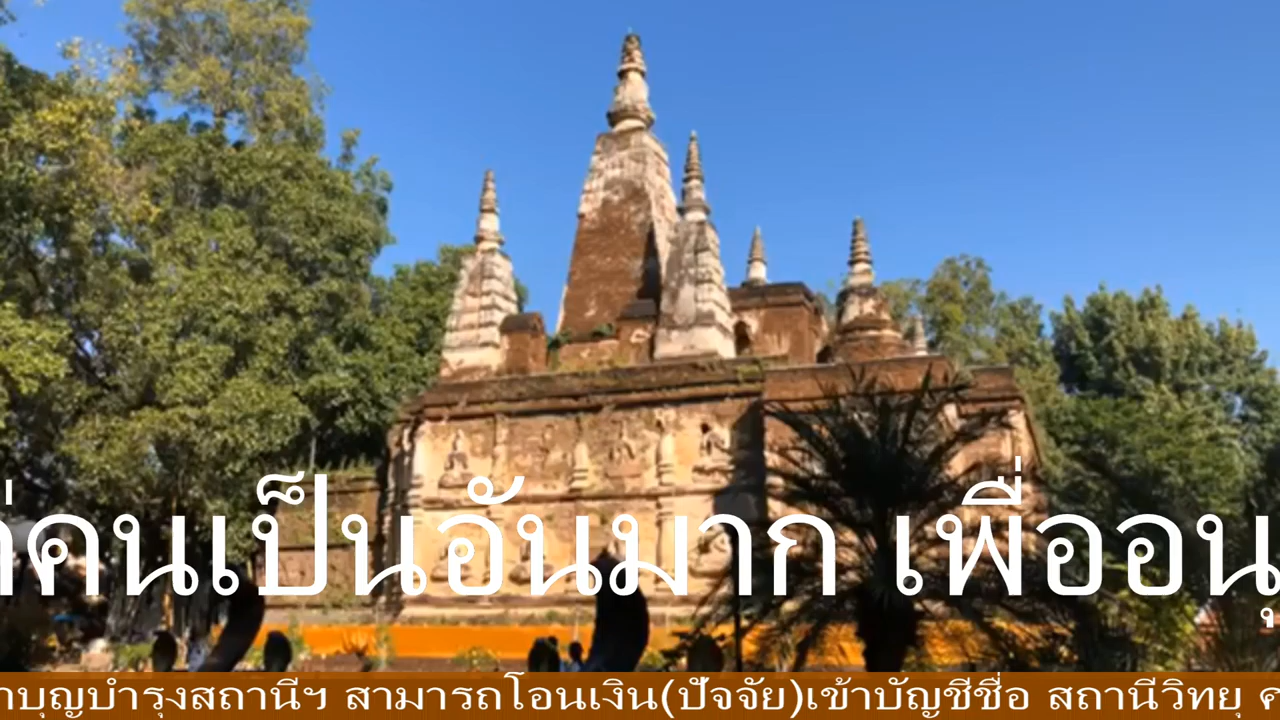 คนเป็นอันมาก เพื่ออนุ
บุญบำรุงสถานีฯ สามารถโอนเงิน(ปัจจัย)เข้าบัญชีชื่อ สถานีวิทยุ